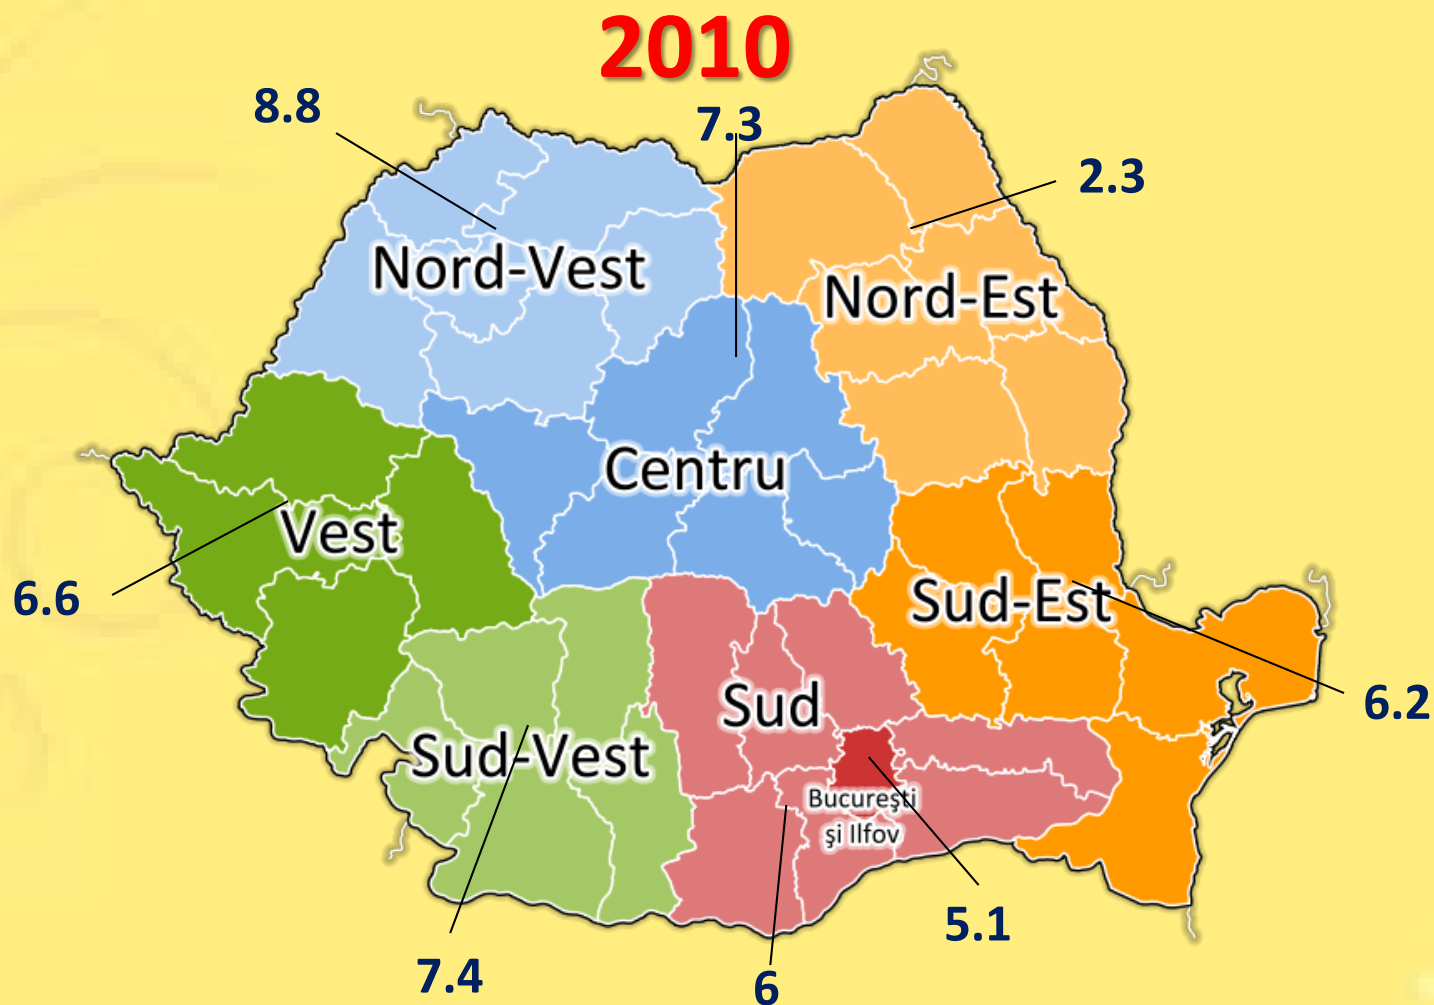 2010
8.8
7.3
2.3
Nord-Vest
Nord-Est
Centru
Vest
6.6
Sud-Est
6.2
Sud
Sud-Vest
Bucureşti
şi Ilfov
5.1
7.4
6